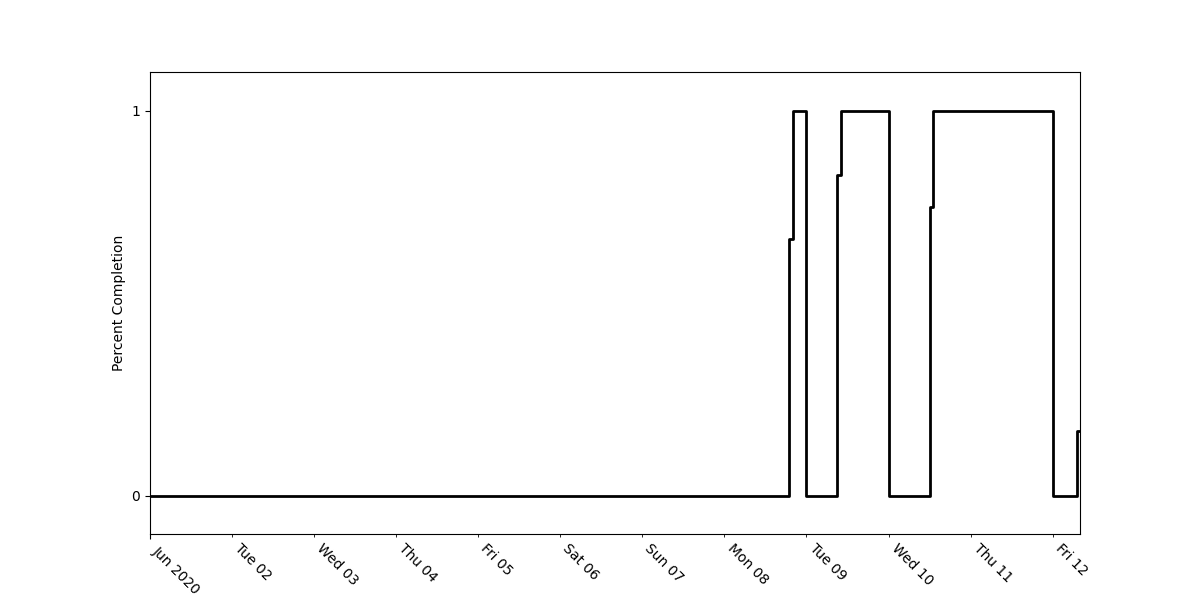 1
Percent Completion
0
Jun 2020
Tue 02
Wed 03
Thu 04
Fri 05
Sat 06
Sun 07
Mon 08
Tue 09
Wed 10
Thu 11
Fri 12